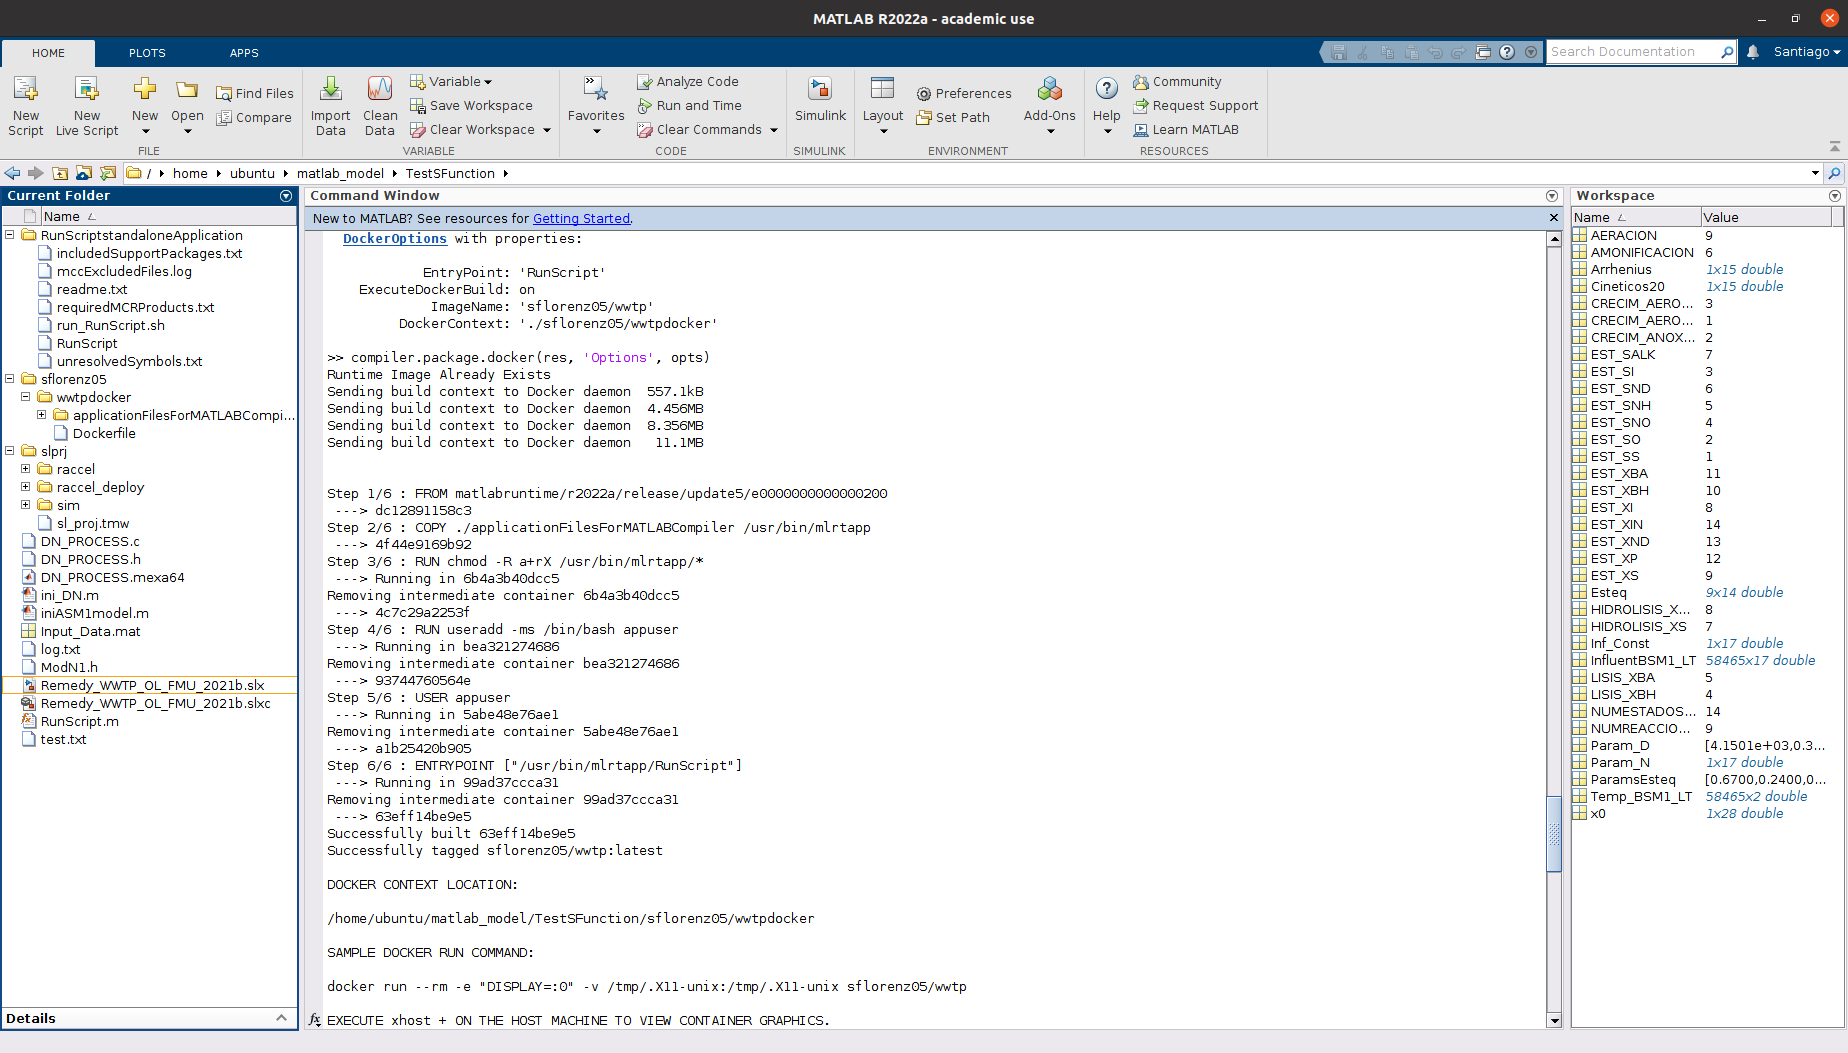 MATLAB R2022a - academic use
HOME PLOTS APPS
Search Documentation
Santiago
New Script
New Live Script
New
Open
Find Files
Compare
FILE
Import Data
Clean Data
Variable
Save Workspace
Clear Workspace
VARIABLE
Favorites
Analyze Code
Run and Time
Clear Commands
CODE
Simulink
SIMULINK
Layout
Preferences
Set Path
Add-Ons
ENVIRONMENT
Help
Community
Request Support
Learn MATLAB
RESOURCES
/ home ubuntu matlab_model TestSFunction
Current Folder
Name
RunScriptstandaloneApplication
includedSupportPackages.txt
mccExcludedFiles.log
readme.txt
requiredMCRProducts.txt
run_RunScript.sh
RunScript
unresolvedSymbols.txt
sflorenz05
wwtpdocker
applicationFilesForMATLABCompi...
Dockerfile
slprj
raccel
raccel_deploy
sim
sl_proj.tmw
DN_PROCESS.c
DN_PROCESS.h
DN_PROCESS.mexa64
ini_DN.m
iniASM1model.m
Input_Data.mat
log.txt
ModN1.h
Remedy_WWTP_OL_FMU_2021b.slx
Remedy_WWTP_OL_FMU_2021b.slxc
RunScript.m
test.txt
Details
Command Window
New to MATLAB? See resources for Getting Started.
DockerOptions with properties:
EntryPoint: 'RunScript'
ExecuteDockerBuild: on
ImageName: 'sflorenz05/wwtp'
DockerContext: './sflorenz05/wwtpdocker'
>> compiler.package.docker(res, 'Options', opts)
Runtime Image Already Exists
Sending build context to Docker daemon 557.1kB
Sending build context to Docker daemon 4.456MB
Sending build context to Docker daemon 8.356MB
Sending build context to Docker daemon 11.1MB
Step 1/6 : FROM matlabruntime/r2022a/release/update5/e0000000000000200
---> dc12891158c3
Step 2/6 : COPY ./applicationFilesForMATLABCompiler /usr/bin/mlrtapp
---> 4f44e9169b92
Step 3/6 : RUN chmod -R a+rX /usr/bin/mlrtapp/*
---> Running in 6b4a3b40dcc5
Removing intermediate container 6b4a3b40dcc5
---> 4c7c29a2253f
Step 4/6 : RUN useradd -ms /bin/bash appuser
---> Running in bea321274686
Removing intermediate container bea321274686
---> 93744760564e
Step 5/6 : USER appuser
---> Running in 5abe48e76ae1
Removing intermediate container 5abe48e76ae1
---> a1b25420b905
Step 6/6 : ENTRYPOINT ["/usr/bin/mlrtapp/RunScript"]
---> Running in 99ad37ccca31
Removing intermediate container 99ad37ccca31
---> 63eff14be9e5
Successfully built 63eff14be9e5
Successfully tagged sflorenz05/wwtp:latest
DOCKER CONTEXT LOCATION:
/home/ubuntu/matlab_model/TestSFunction/sflorenz05/wwtpdocker
SAMPLE DOCKER RUN COMMAND:
docker run --rm -e "DISPLAY=:0" -v /tmp/.X11-unix:/tmp/.X11-unix sflorenz05/wwtp
fx EXECUTE xhost + ON THE HOST MACHINE TO VIEW CONTAINER GRAPHICS.
Workspace
Name Value
AERACION 9
AMONIFICACION 6
Arrhenius 1x15 double
Cineticos20 1x15 double
CRECIM_AERO... 3
CRECIM_AERO... 1
CRECIM_ANOX... 2
EST_SALK 7
EST_SI 3
EST_SND 6
EST_SNH 5
EST_SNO 4
EST_SO 2
EST_SS 1
EST_XBA 11
EST_XBH 10
EST_XI 8
EST_XIN 14
EST_XND 13
EST_XP 12
EST_XS 9
Esteq 9x14 double
HIDROLISIS_X... 8
HIDROLISIS_XS 7
Inf_Const 1x17 double
InfluentBSM1_LT 58465x17 double
LISIS_XBA 5
LISIS_XBH 4
NUMESTADOS... 14
NUMREACCIO... 9
Param_D [4.1501e+03,0.3...
Param_N 1x17 double
ParamsEsteq [0.6700,0.2400,0...
Temp_BSM1_LT 58465x2 double
x0 1x28 double